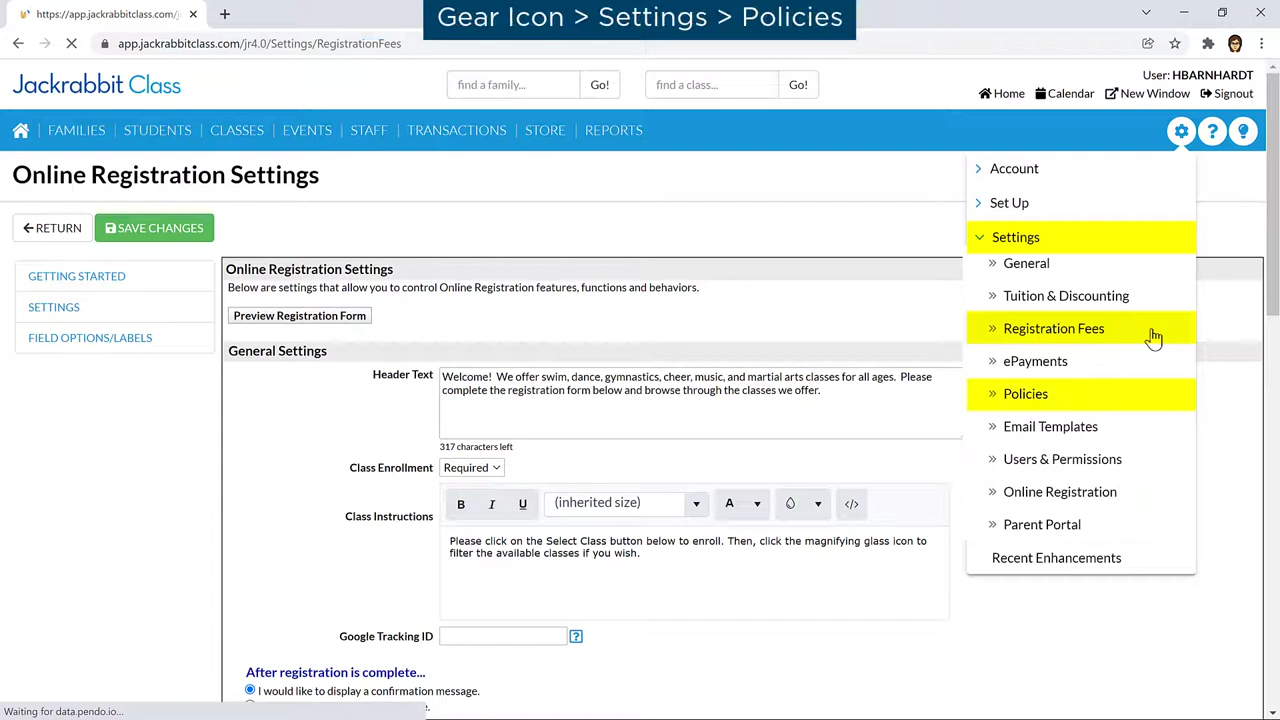 Gear Icon > Settings > Policies
https://app.jackrabbitclass.com/jr
app.jackrabbitclass.com/jr4.0/Settings/RegistrationFees
User: HBARNHARDT
Jackrabbit Class
find a family...
Go!
find a class...
Go!
Home
Calendar
New Window
Signout
FAMILIES
STUDENTS
CLASSES
EVENTS
STAFF
TRANSACTIONS
STORE
REPORTS
?
Online Registration Settings
RETURN
SAVE CHANGES
GETTING STARTED
SETTINGS
FIELD OPTIONS/LABELS
Online Registration Settings
Below are settings that allow you to control Online Registration features, functions and behaviors.
Preview Registration Form
General Settings
Header Text
Welcome! We offer swim, dance, gymnastics, cheer, music, and martial arts classes for all ages. Please
complete the registration form below and browse through the classes we offer.
317 characters left
Class Enrollment
Required
Class Instructions
B I U
(inherited size)
A
</>
Please click on the Select Class button below to enroll. Then, click the magnifying glass icon to
filter the available classes if you wish.
Google Tracking ID
?
After registration is complete...
I would like to display a confirmation message.
Account
Set Up
Settings
General
Tuition & Discounting
Registration Fees
ePayments
Policies
Email Templates
Users & Permissions
Online Registration
Parent Portal
Recent Enhancements
Waiting for data.pendo.io...